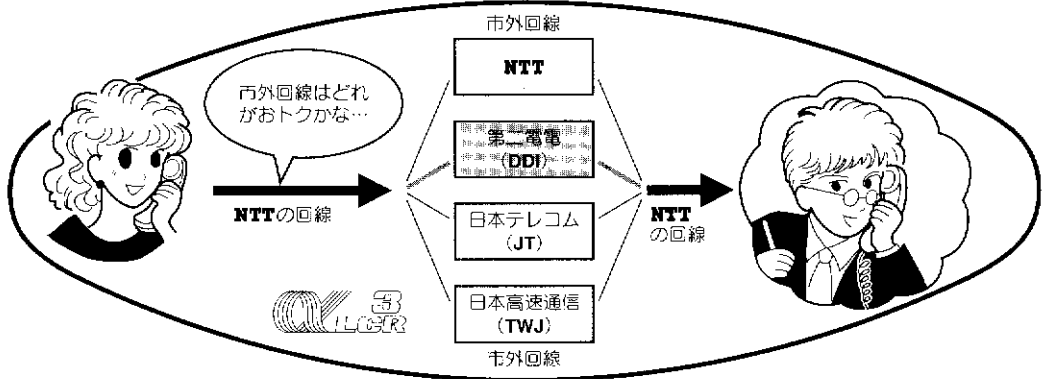 市外回線
NTT
市外回線はどれ
がおトクかな…
第二電電
(DDI)
NTTの回線
日本テレコム
(JT)
NTT
の回線
α LCR 3
日本高速通信
(TWJ)
市外回線